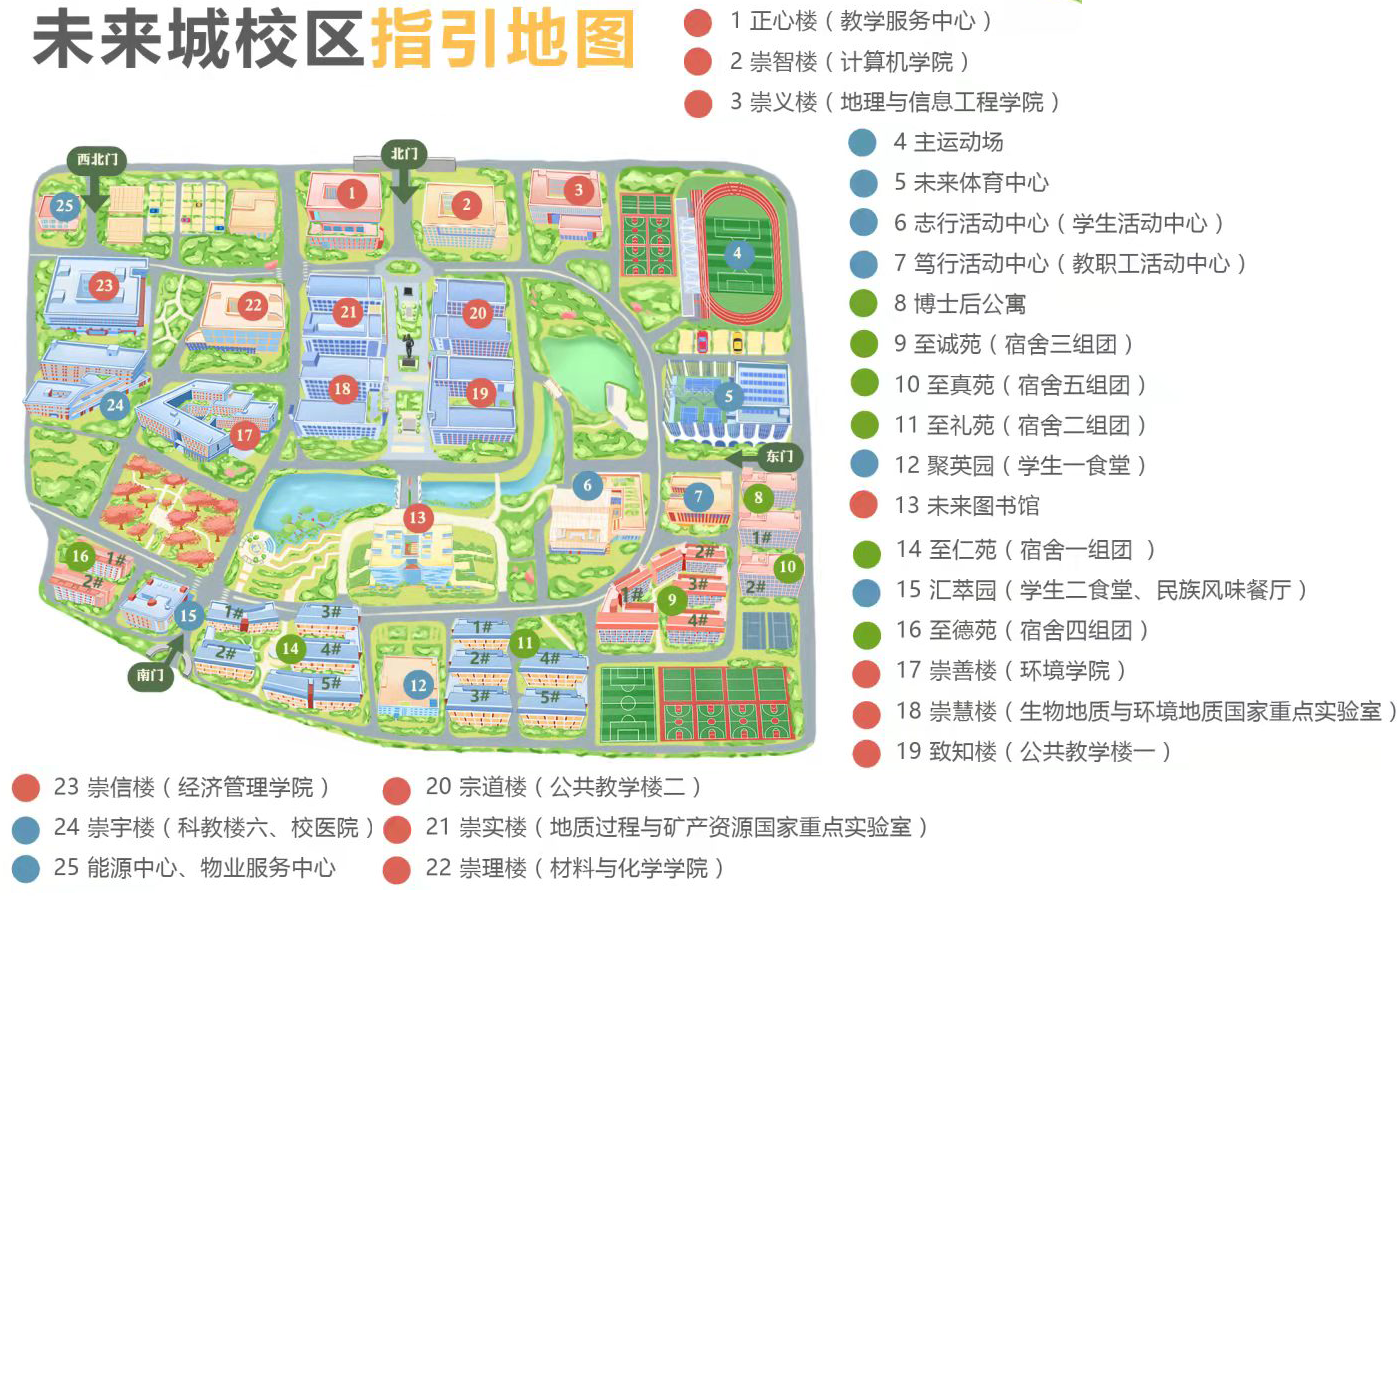 未来城校区指引地图
1 正心楼（教学服务中心）
2 崇智楼（计算机学院）
3 崇义楼（地理与信息工程学院）
4 主运动场
5 未来体育中心
6 志行活动中心（学生活动中心）
7 笃行活动中心（教职工活动中心）
8 博士后公寓
9 至诚苑（宿舍三组团）
10 至真苑（宿舍五组团）
11 至礼苑（宿舍二组团）
12 聚英园（学生一食堂）
13 未来图书馆
14 至仁苑（宿舍一组团 ）
15 汇萃园（学生二食堂、民族风味餐厅）
16 至德苑（宿舍四组团）
17 崇善楼（环境学院）
18 崇慧楼（生物地质与环境地质国家重点实验室）
19 致知楼（公共教学楼一）
西北门
北门
25
1
2
3
4
23
22
21
20
18
19
24
17
5
东门
6
7
8
1#
13
16
1#
2#
10
2#
9
1#
2#
3#
4#
15
南门
14
1#
2#
3#
4#
5#
12
11
1#
2#
3#
4#
5#
23 崇信楼（经济管理学院）
24 崇宇楼（科教楼六、校医院）
25 能源中心、物业服务中心
20 宗道楼（公共教学楼二）
21 崇实楼（地质过程与矿产资源国家重点实验室）
22 崇理楼（材料与化学学院）